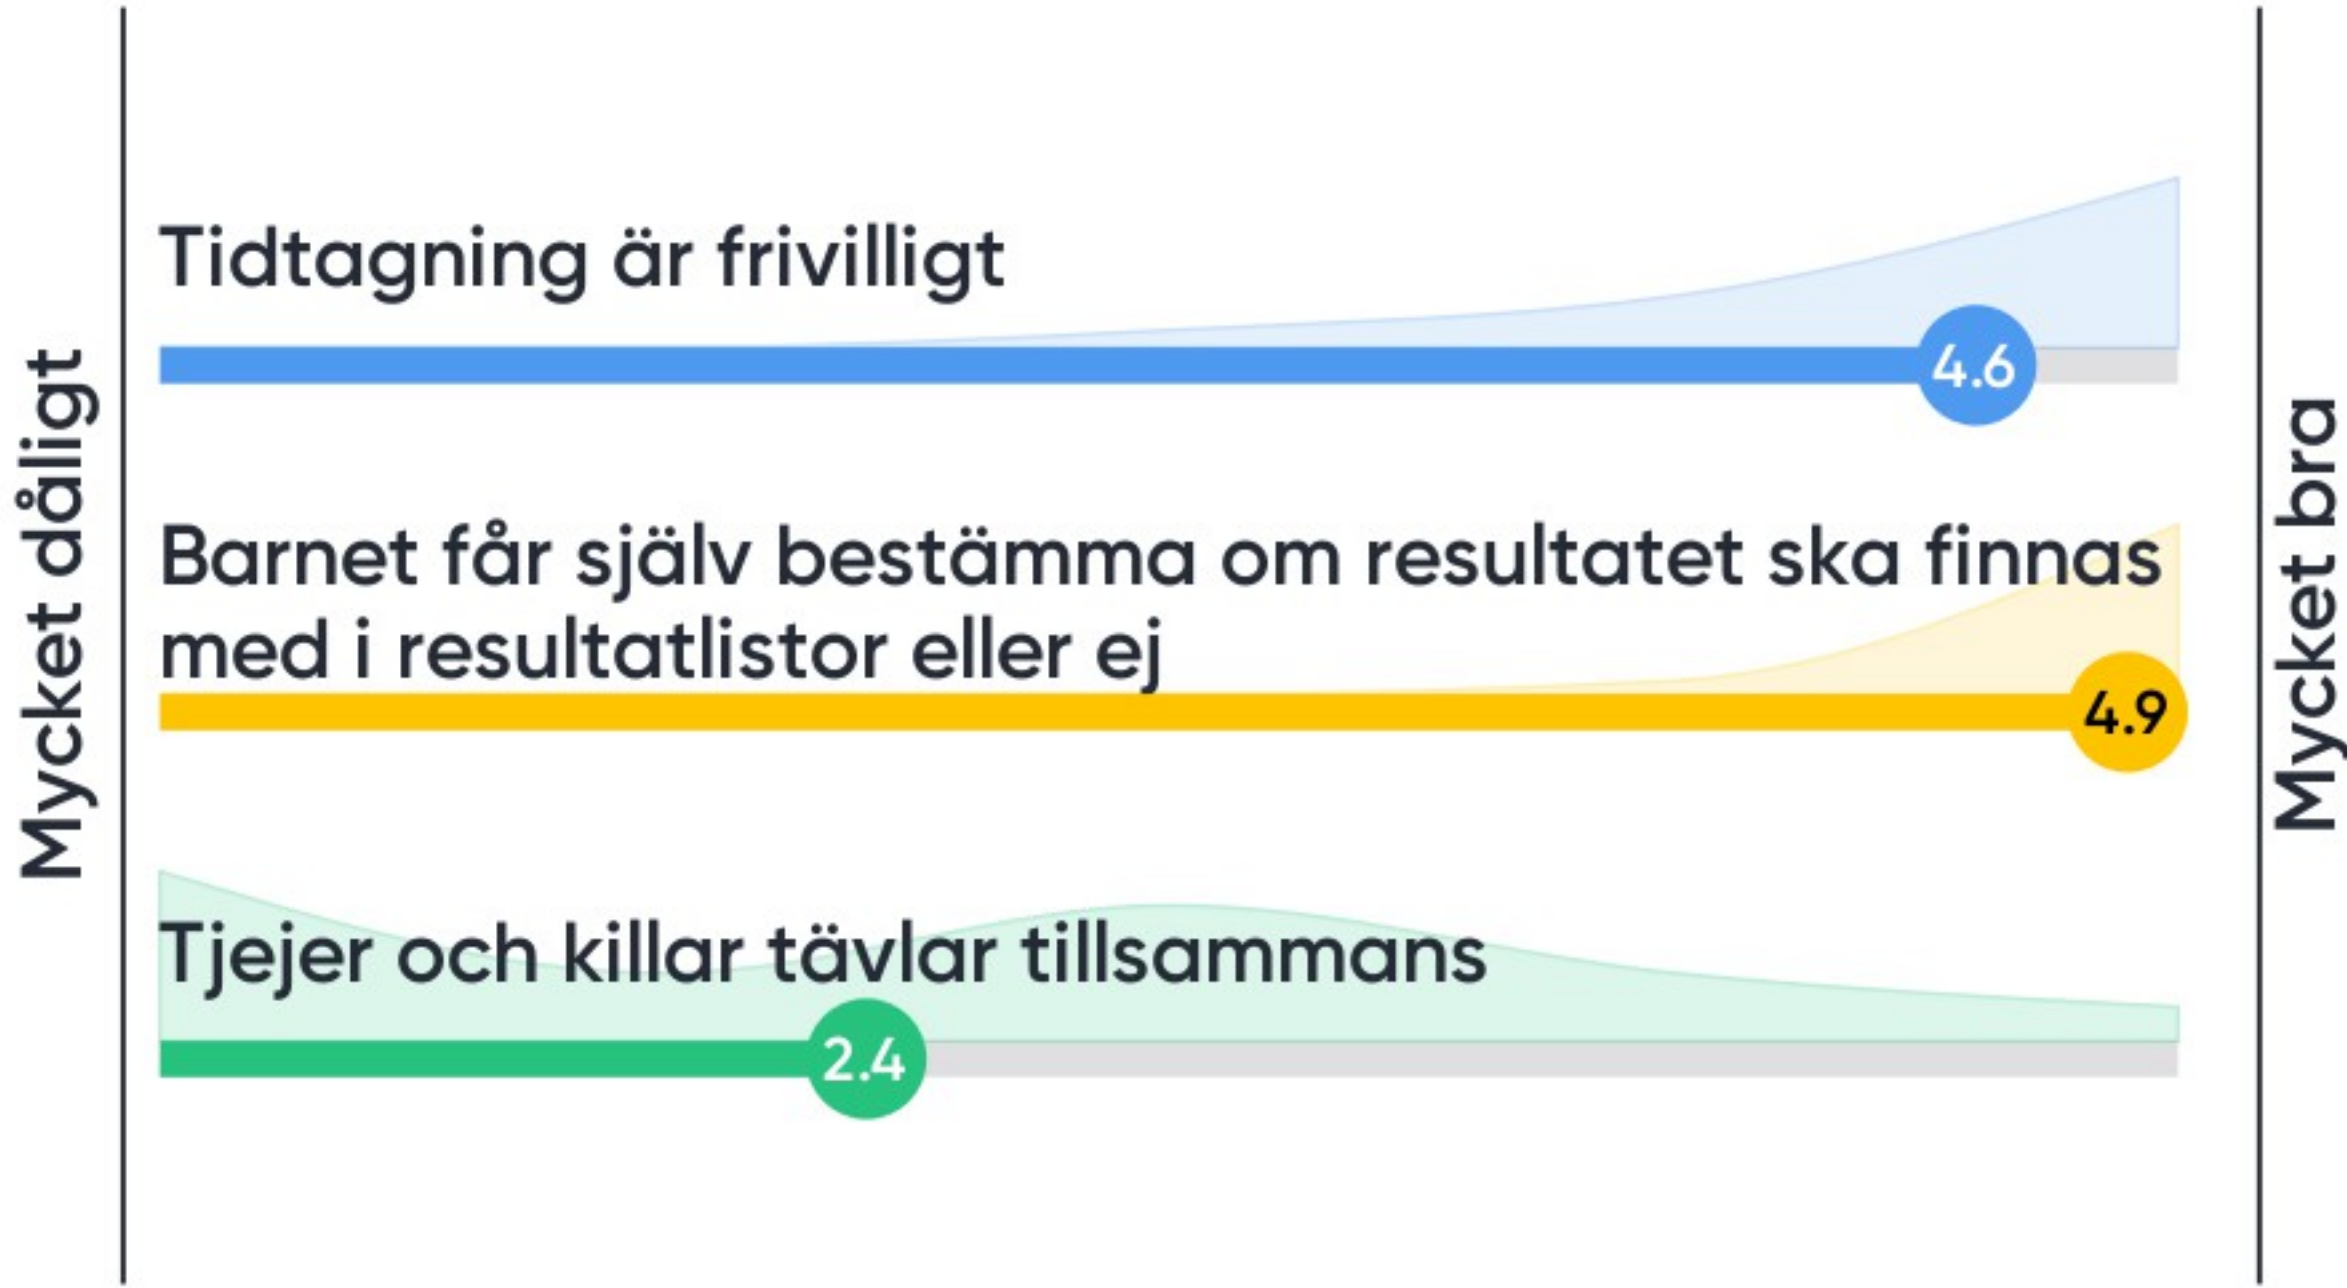 Mycket dåligt
Tidtagning är frivilligt
4.6
Barnet får själv bestämma om resultatet ska finnas
med i resultatlistor eller ej
4.9
Tjejer och killar tävlar tillsammans
2.4
Mycket bra